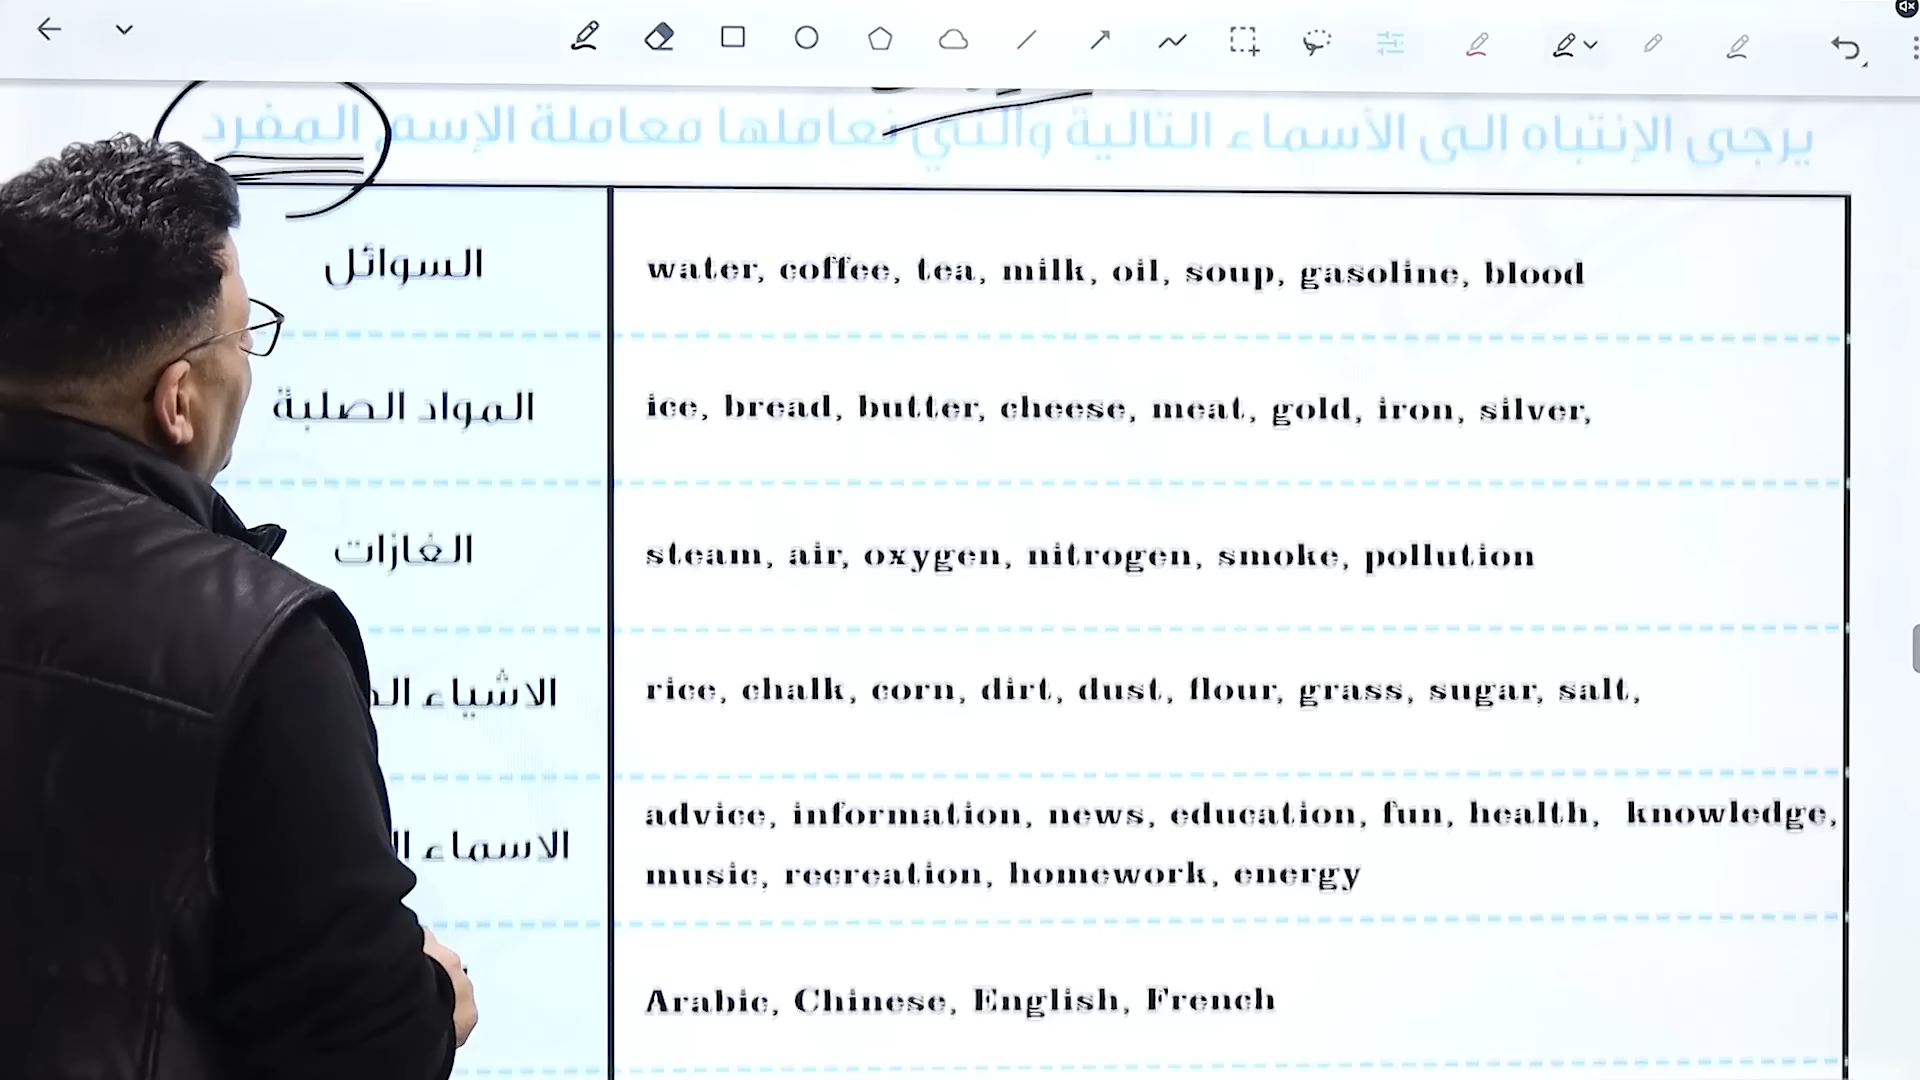 يرجى الإنتباه الى الأسماء التالية والتي نعاملها معاملة الإسم المفرد
السوائل
water, coffee, tea, milk, oil, soup, gasoline, blood
المواد الصلبة
ice, bread, butter, cheese, meat, gold, iron, silver,
الغازات
steam, air, oxygen, nitrogen, smoke, pollution
الاشياء
rice, chalk, corn, dirt, dust, flour, grass, sugar, salt,
الاسماء
advice, information, news, education, fun, health, knowledge,
music, recreation, homework, energy
Arabic, Chinese, English, French